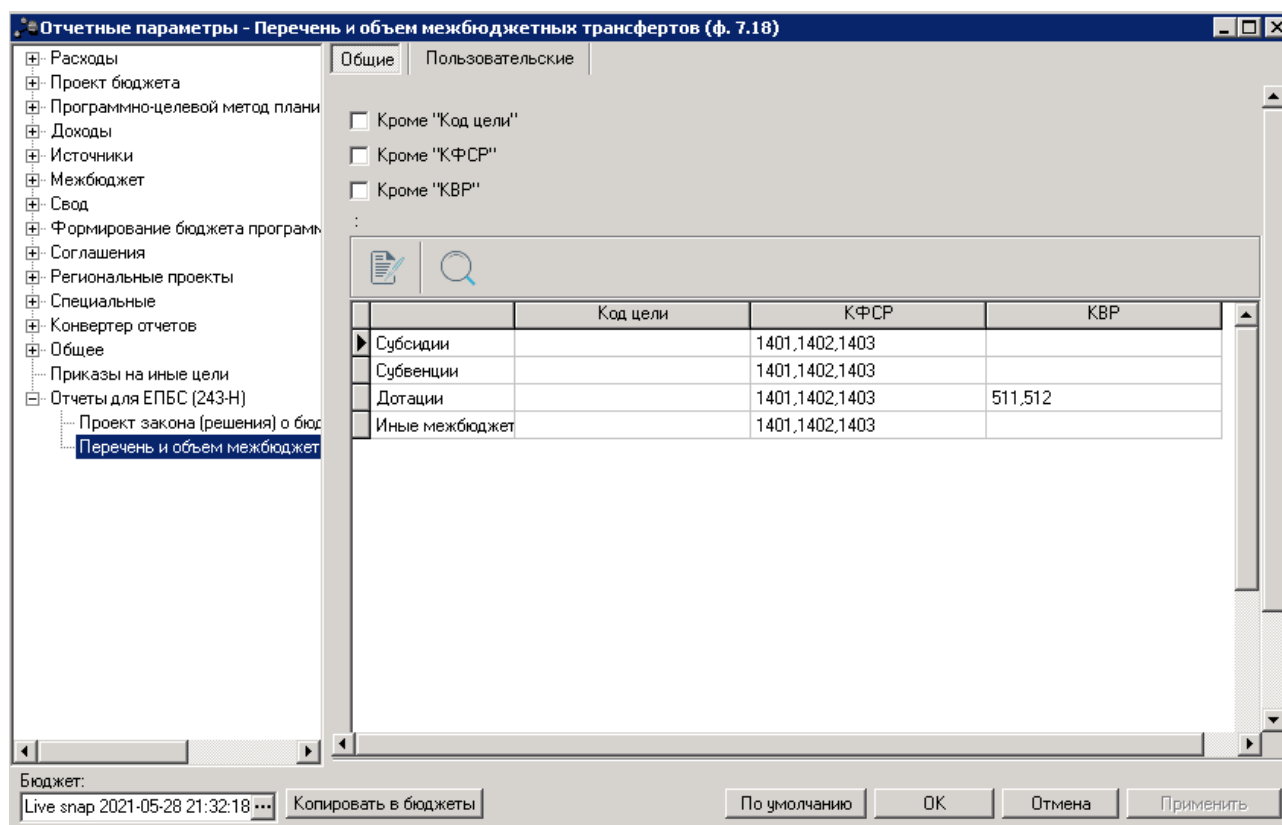 Отчетные параметры - Перечень и объем межбюджетных трансфертов (ф. 7.18)
Расходы
Проект бюджета
Программно-целевой метод плани
Доходы
Источники
Межбюджет
Свод
Формирование бюджета программ
Соглашения
Региональные проекты
Специальные
Конвертер отчетов
Общее
Приказы на иные цели
Отчеты для ЕПБС (243-Н)
Проект закона (решения) о бюд
Перечень и объем межбюджет
Общие Пользовательские
Кроме "Код цели"
Кроме "КФСР"
Кроме "КВР"
:
Код цели КФСР КВР
Субсидии 1401,1402,1403
Субвенции 1401,1402,1403
Дотации 1401,1402,1403 511,512
Иные межбюджет 1401,1402,1403
Бюджет:
Live snap 2021-05-28 21:32:18 ... Копировать в бюджеты По умолчанию OK Отмена Применить